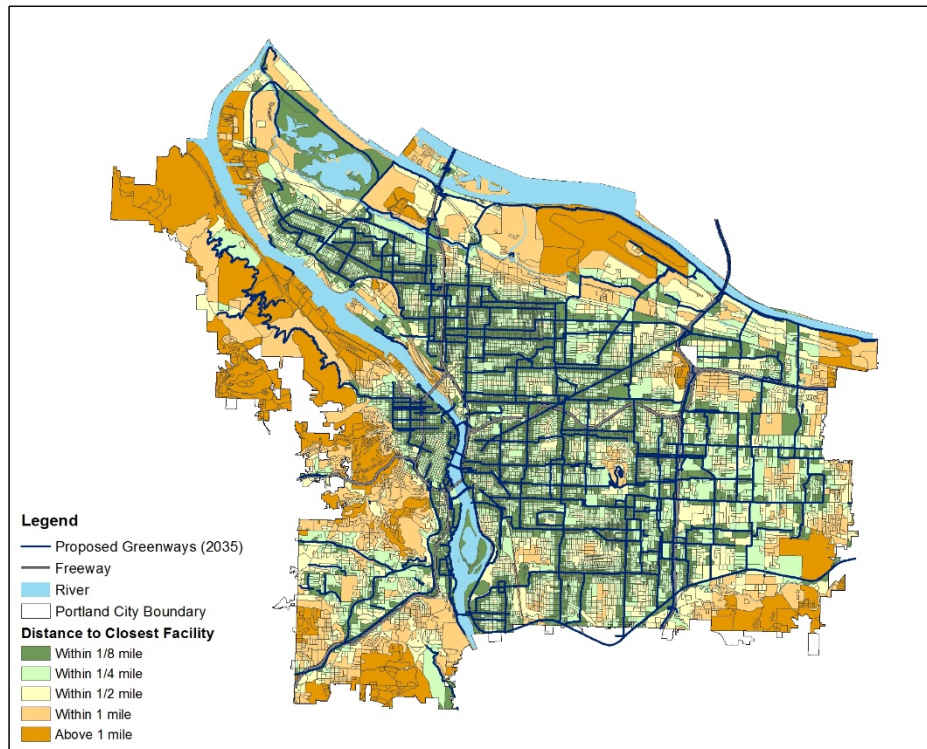 Legend
Proposed Greenways (2035)
Freeway
River
Portland City Boundary
Distance to Closest Facility
Within 1/8 mile
Within 1/4 mile
Within 1/2 mile
Within 1 mile
Above 1 mile